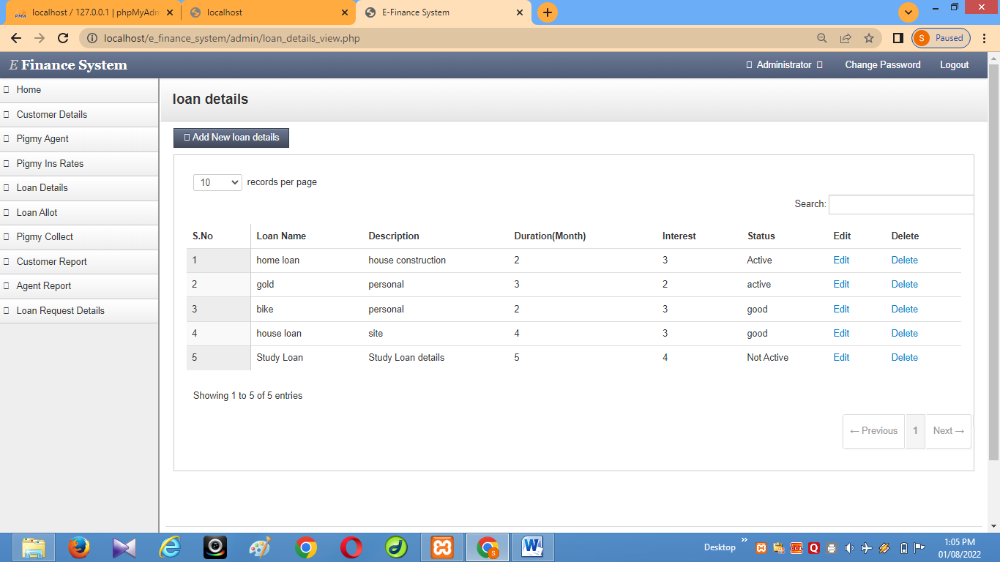 localhost / 127.0.0.1 | phpMyAdm
localhost
E-Finance System
localhost/e_finance_system/admin/loan_details_view.php
S Paused
E Finance System
Administrator
Change Password
Logout
Home
Customer Details
Pigmy Agent
Pigmy Ins Rates
Loan Details
Loan Allot
Pigmy Collect
Customer Report
Agent Report
Loan Request Details
loan details
Add New loan details
10 records per page
Search:
S.No Loan Name Description Duration(Month) Interest Status Edit Delete
1 home loan house construction 2 3 Active Edit Delete
2 gold personal 3 2 active Edit Delete
3 bike personal 2 3 good Edit Delete
4 house loan site 4 3 good Edit Delete
5 Study Loan Study Loan details 5 4 Not Active Edit Delete
Showing 1 to 5 of 5 entries
← Previous 1 Next →
Desktop
1:05 PM
01/08/2022